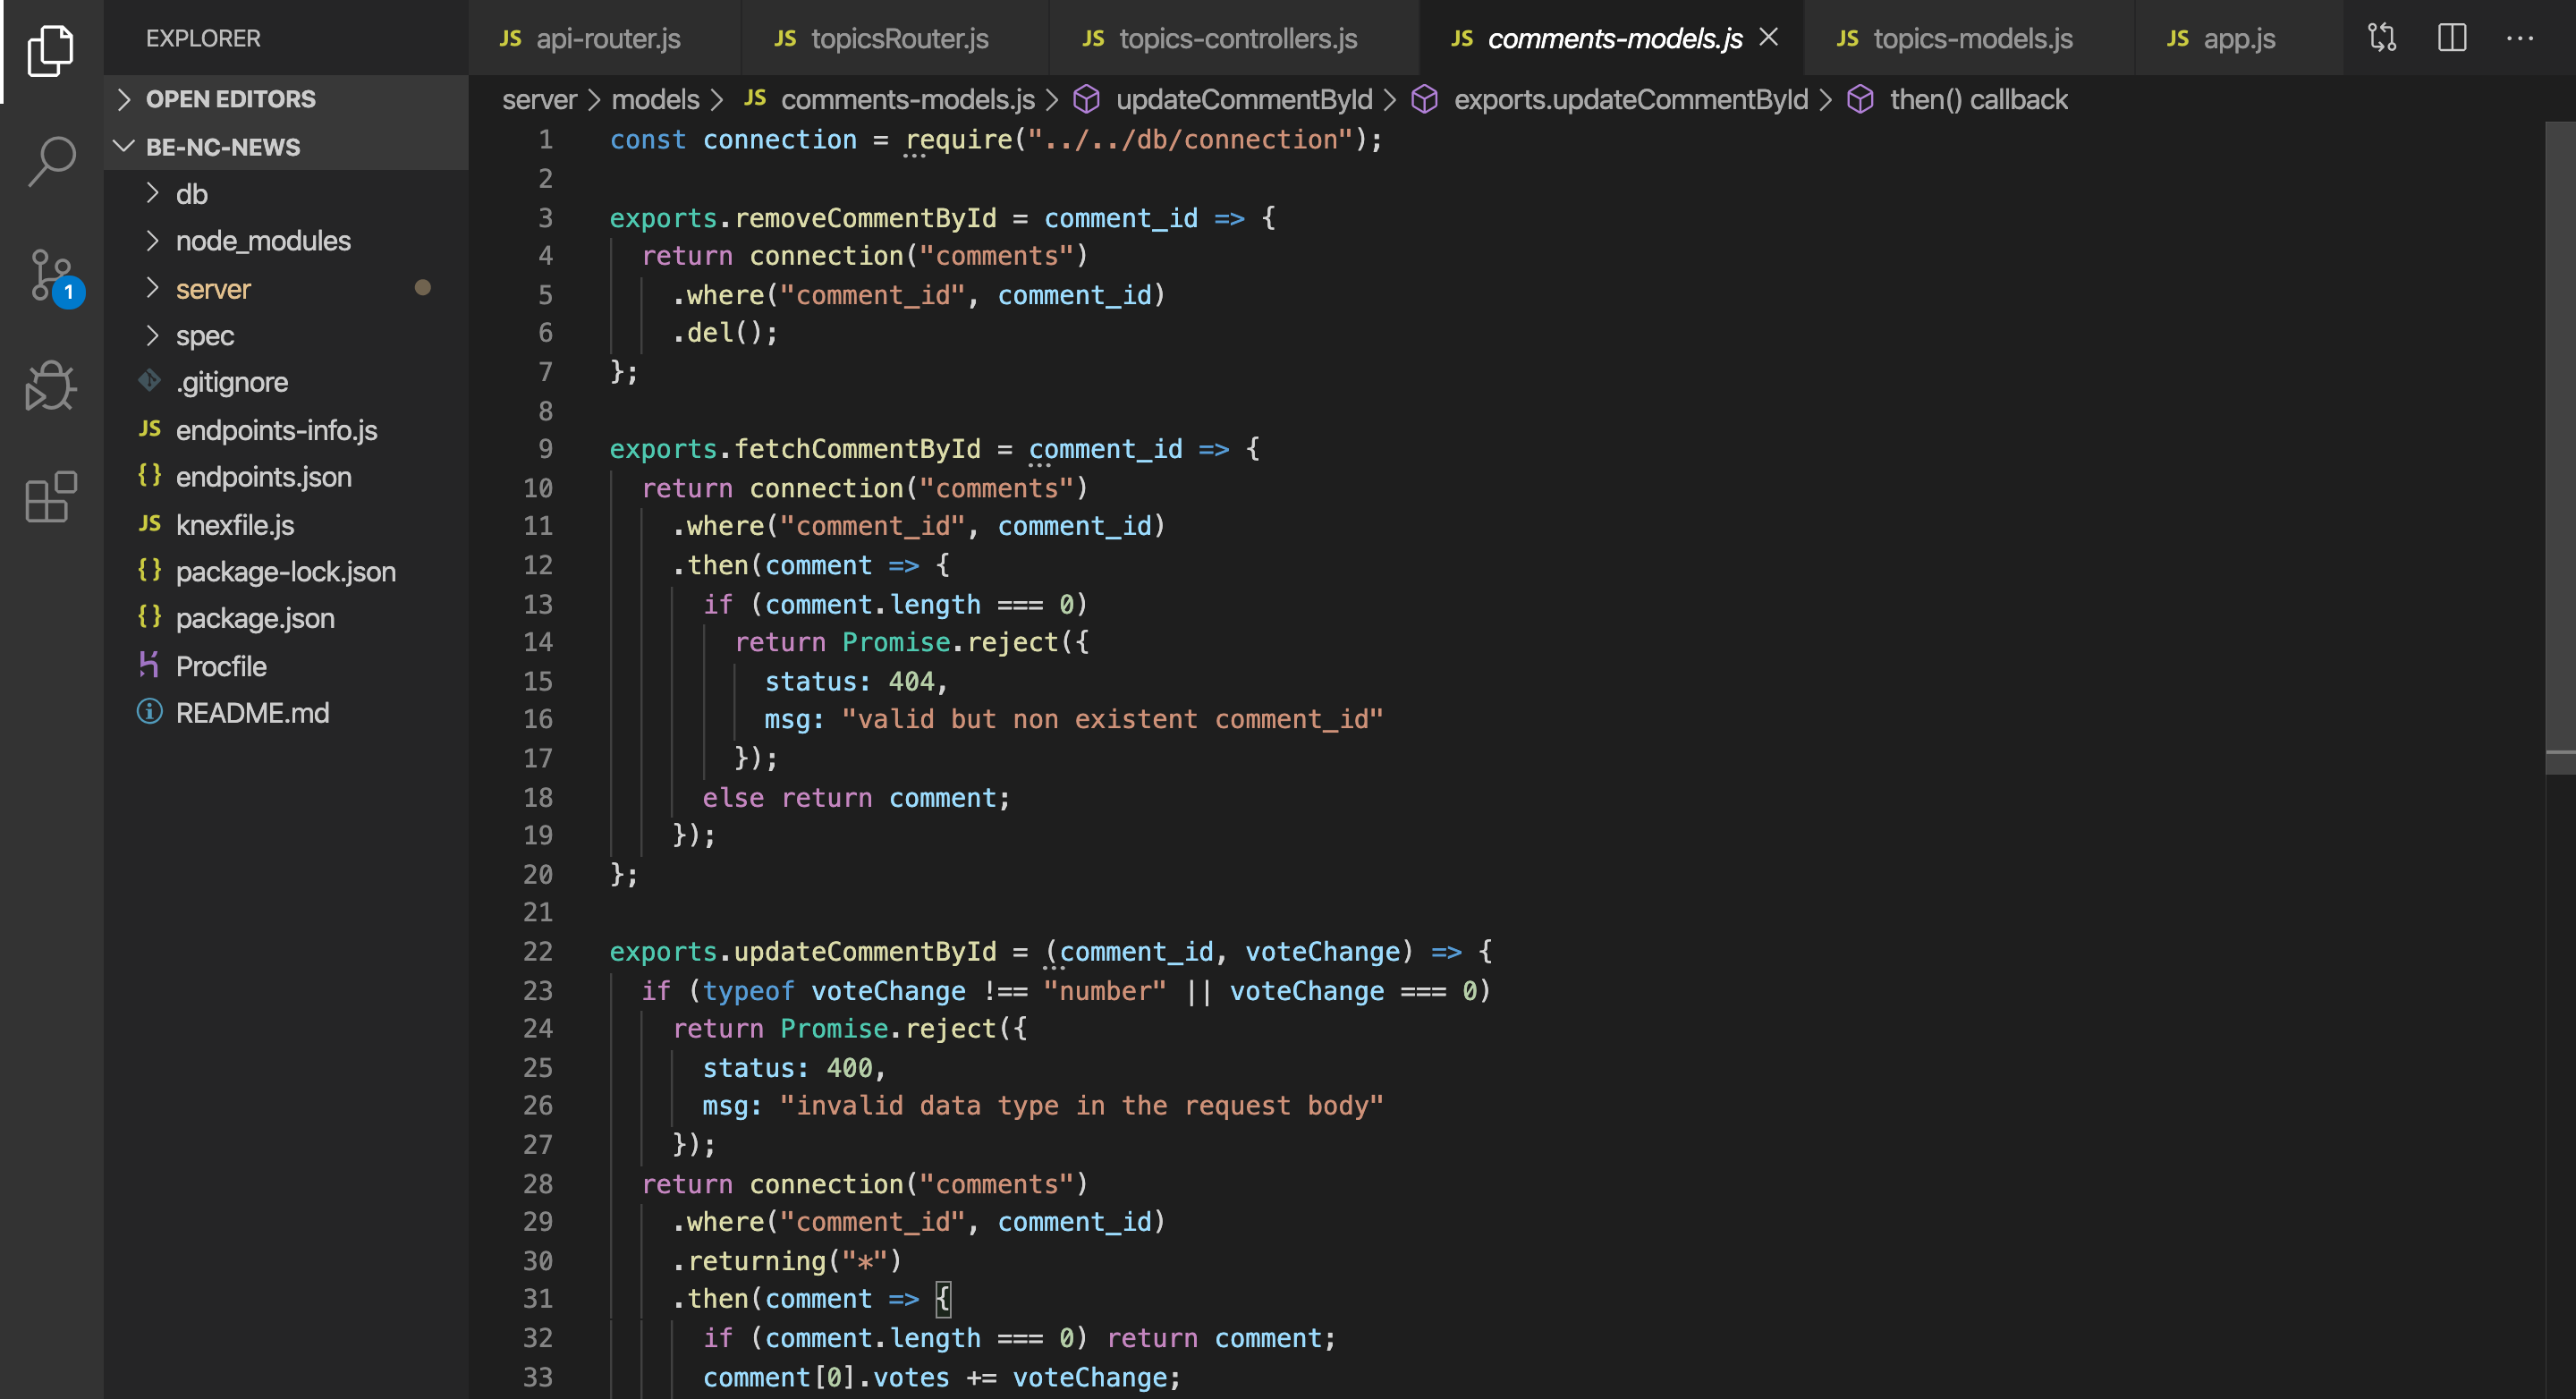 EXPLORER
OPEN EDITORS
BE-NC-NEWS
db
node_modules
server
spec
.gitignore
JS endpoints-info.js
{} endpoints.json
JS knexfile.js
{} package-lock.json
{} package.json
Procfile
README.md
1
JS api-router.js
JS topicsRouter.js
JS topics-controllers.js
JS comments-models.js
JS topics-models.js
JS app.js
server > models > JS comments-models.js > updateCommentById > exports.updateCommentById > then() callback
1 const connection = require("../../db/connection");
2
3 exports.removeCommentById = comment_id => {
4 return connection("comments")
5 .where("comment_id", comment_id)
6 .del();
7 };
8
9 exports.fetchCommentById = comment_id => {
10 return connection("comments")
11 .where("comment_id", comment_id)
12 .then(comment => {
13 if (comment.length === 0)
14 return Promise.reject({
15 status: 404,
16 msg: "valid but non existent comment_id"
17 });
18 else return comment;
19 });
20 };
21
22 exports.updateCommentById = (comment_id, voteChange) => {
23 if (typeof voteChange !== "number" || voteChange === 0)
24 return Promise.reject({
25 status: 400,
26 msg: "invalid data type in the request body"
27 });
28 return connection("comments")
29 .where("comment_id", comment_id)
30 .returning("*")
31 .then(comment => {
32 if (comment.length === 0) return comment;
33 comment[0].votes += voteChange;